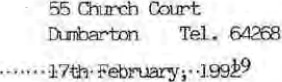 55 Church Court
Dumbarton Tel. 64268
17th February,